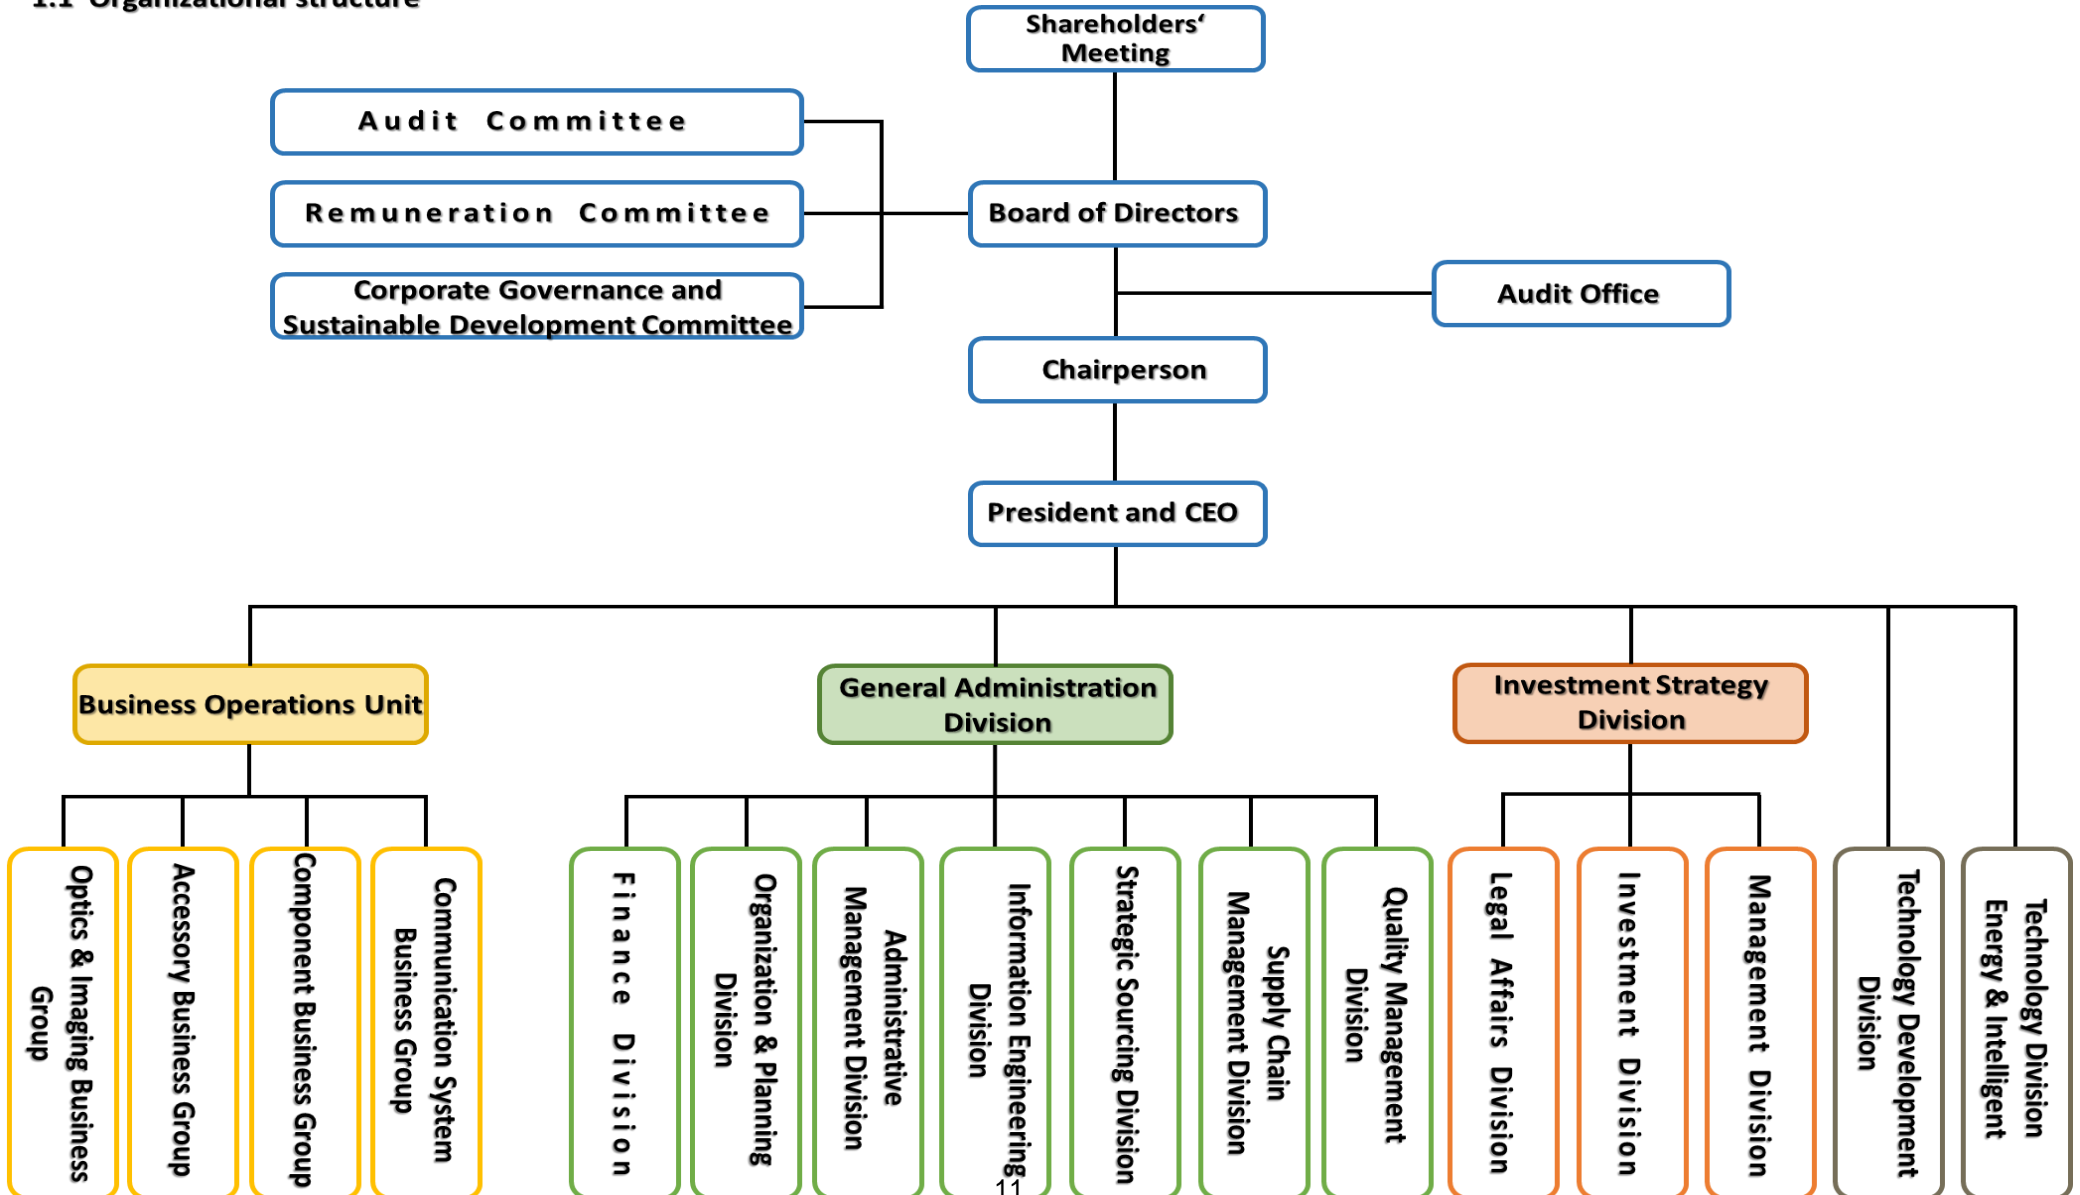 1.1 Organizational structure
Shareholders‘
Meeting
Audit Committee
Remuneration Committee
Board of Directors
Corporate Governance and
Sustainable Development Committee
Audit Office
Chairperson
President and CEO
Business Operations Unit
General Administration
Division
Investment Strategy
Division
Optics & Imaging Business
Group
Accessory Business Group
Component Business Group
Communication System
Business Group
Finance Division
Organization & Planning
Division
Administrative
Management Division
Information Engineering
Division
Strategic Sourcing Division
Supply Chain
Management Division
Quality Management
Division
Legal Affairs Division
Investment Division
Management Division
Technology Development
Division
Technology Division
Energy & Intelligent
11